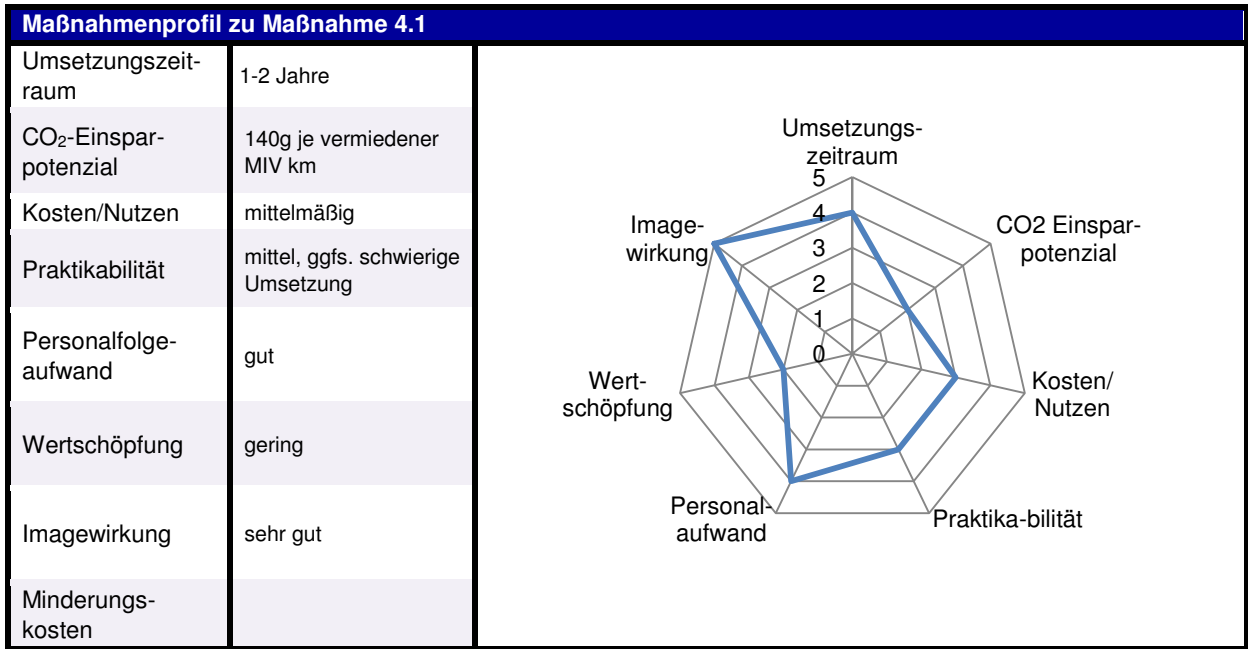 Maßnahmenprofil zu Maßnahme 4.1
Umsetzungszeit-
raum
1-2 Jahre
CO₂-Einspar-
potenzial
140g je vermiedener
MIV km
Kosten/Nutzen
mittelmäßig
Praktikabilität
mittel, ggfs. schwierige
Umsetzung
Personalfolge-
aufwand
gut
Wertschöpfung
gering
Imagewirkung
sehr gut
Minderungs-
kosten
Umsetzungs-
zeitraum
5
4
3
2
1
0
CO2 Einspar-
potenzial
Kosten/
Nutzen
Praktika-bilität
Personal-
aufwand
Wert-
schöpfung
Image-
wirkung